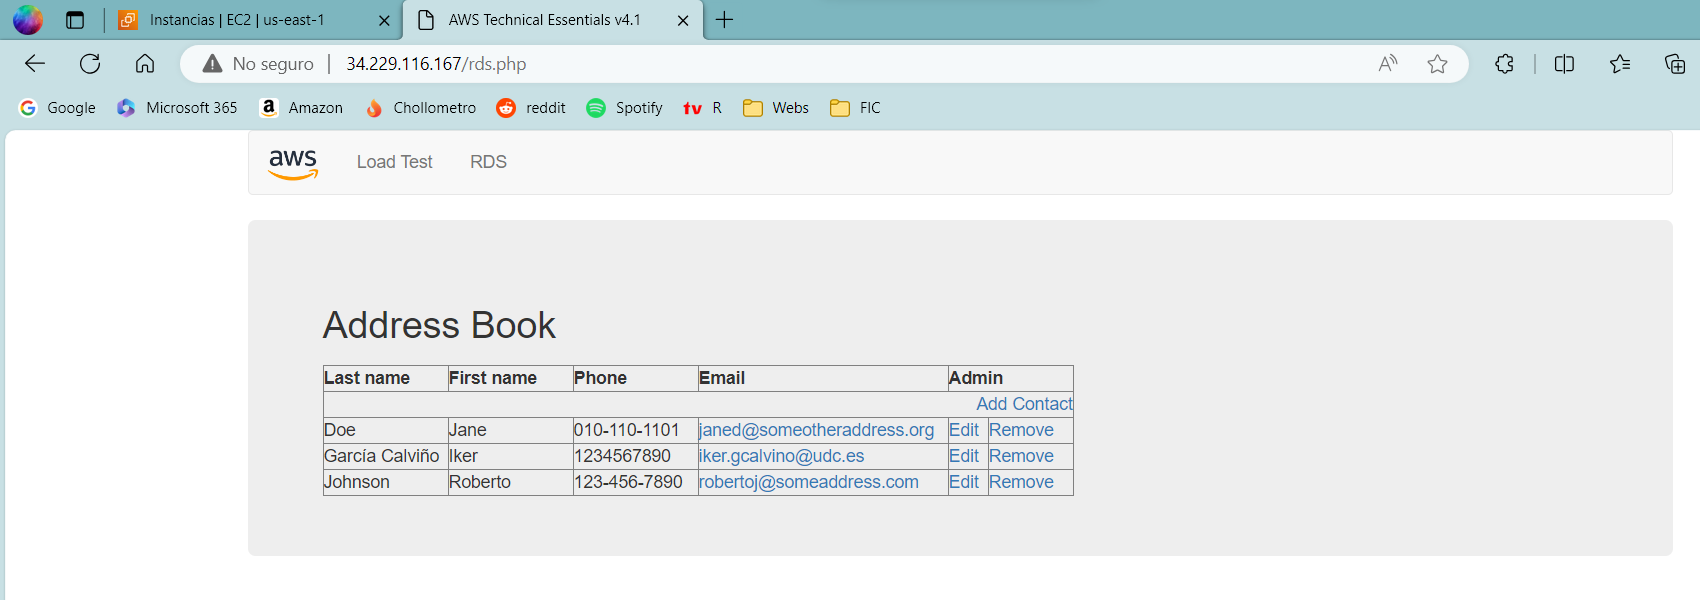 Instancias | EC2 | us-east-1 AWS Technical Essentials v4.1
No seguro 34.229.116.167/rds.php
Google Microsoft 365 Amazon Chollometro reddit Spotify tv R Webs FIC
aws Load Test RDS
Address Book
Last name First name Phone Email Admin
Add Contact
Doe Jane 010-110-1101 janed@someotheraddress.org Edit Remove
García Calviño Iker 1234567890 iker.gcalvino@udc.es Edit Remove
Johnson Roberto 123-456-7890 robertoj@someaddress.com Edit Remove